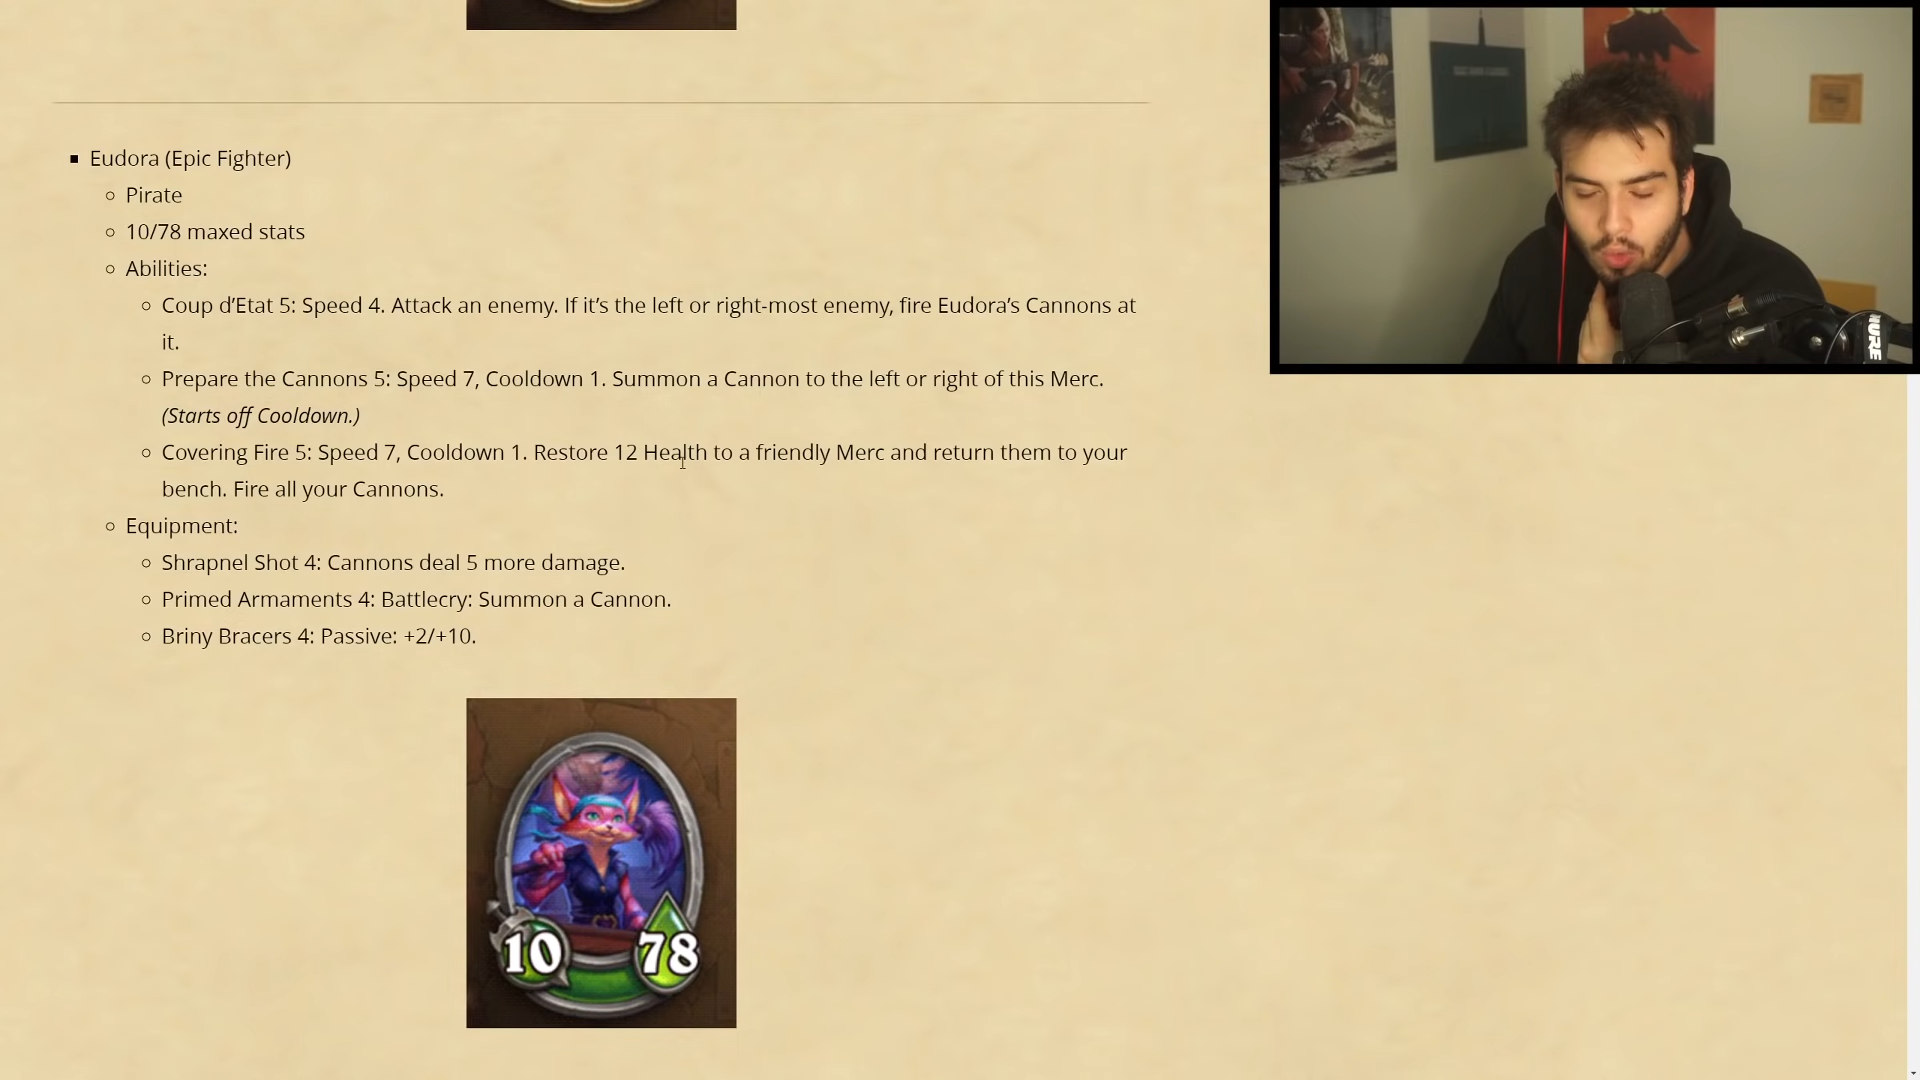 Eudora (Epic Fighter)
Pirate
10/78 maxed stats
Abilities:
Coup d’Etat 5: Speed 4. Attack an enemy. If it’s the left or right-most enemy, fire Eudora’s Cannons at
it.
Prepare the Cannons 5: Speed 7, Cooldown 1. Summon a Cannon to the left or right of this Merc.
(Starts off Cooldown.)
Covering Fire 5: Speed 7, Cooldown 1. Restore 12 Health to a friendly Merc and return them to your
bench. Fire all your Cannons.
Equipment:
Shrapnel Shot 4: Cannons deal 5 more damage.
Primed Armaments 4: Battlecry: Summon a Cannon.
Briny Bracers 4: Passive: +2/+10.
10
78